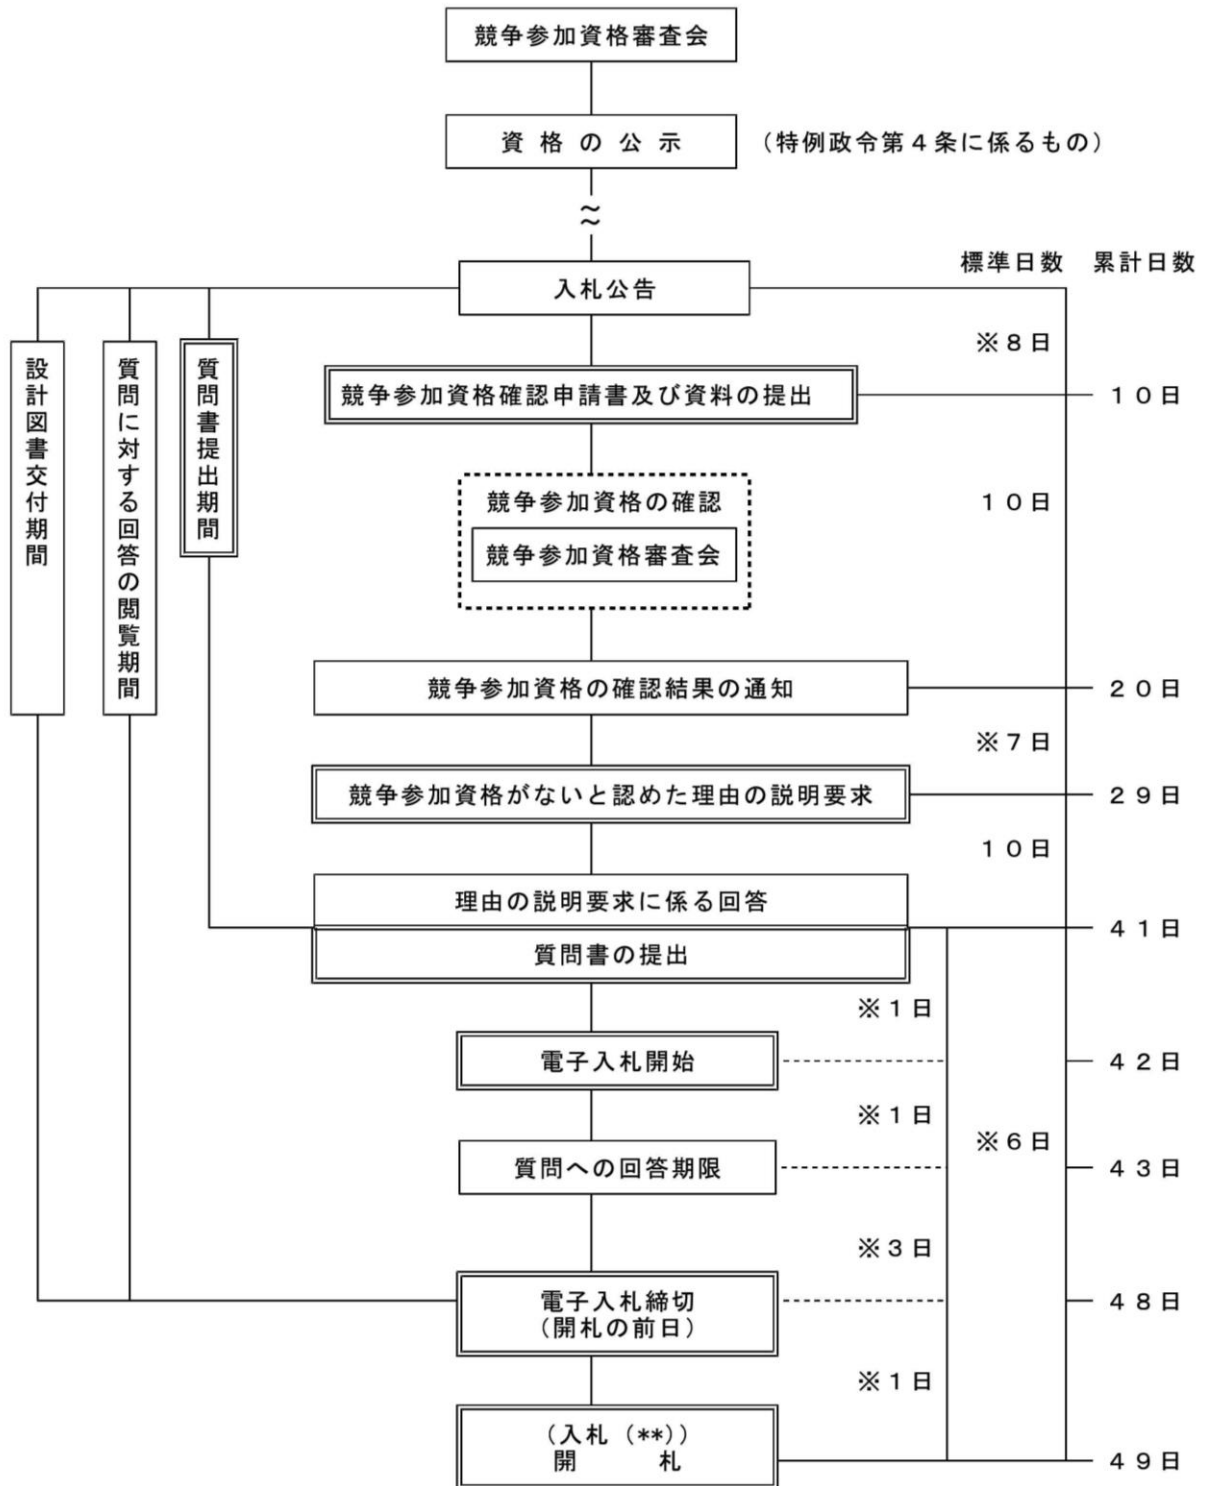 競争参加資格審査会
資格の公示 (特例政令第4条に係るもの)
≈
標準日数 累計日数
入札公告
※8日
設計図書交付期間
質問に対する回答の閲覧期間
質問書提出期間
競争参加資格確認申請書及び資料の提出 10日
競争参加資格の確認 10日
競争参加資格審査会
競争参加資格の確認結果の通知 20日
※7日
競争参加資格がないと認めた理由の説明要求 29日
10日
理由の説明要求に係る回答
41日
質問書の提出
※1日
電子入札開始 42日
※1日
※6日
質問への回答期限 43日
※3日
電子入札締切 48日
(開札の前日)
※1日
(入札(**))
開札 49日